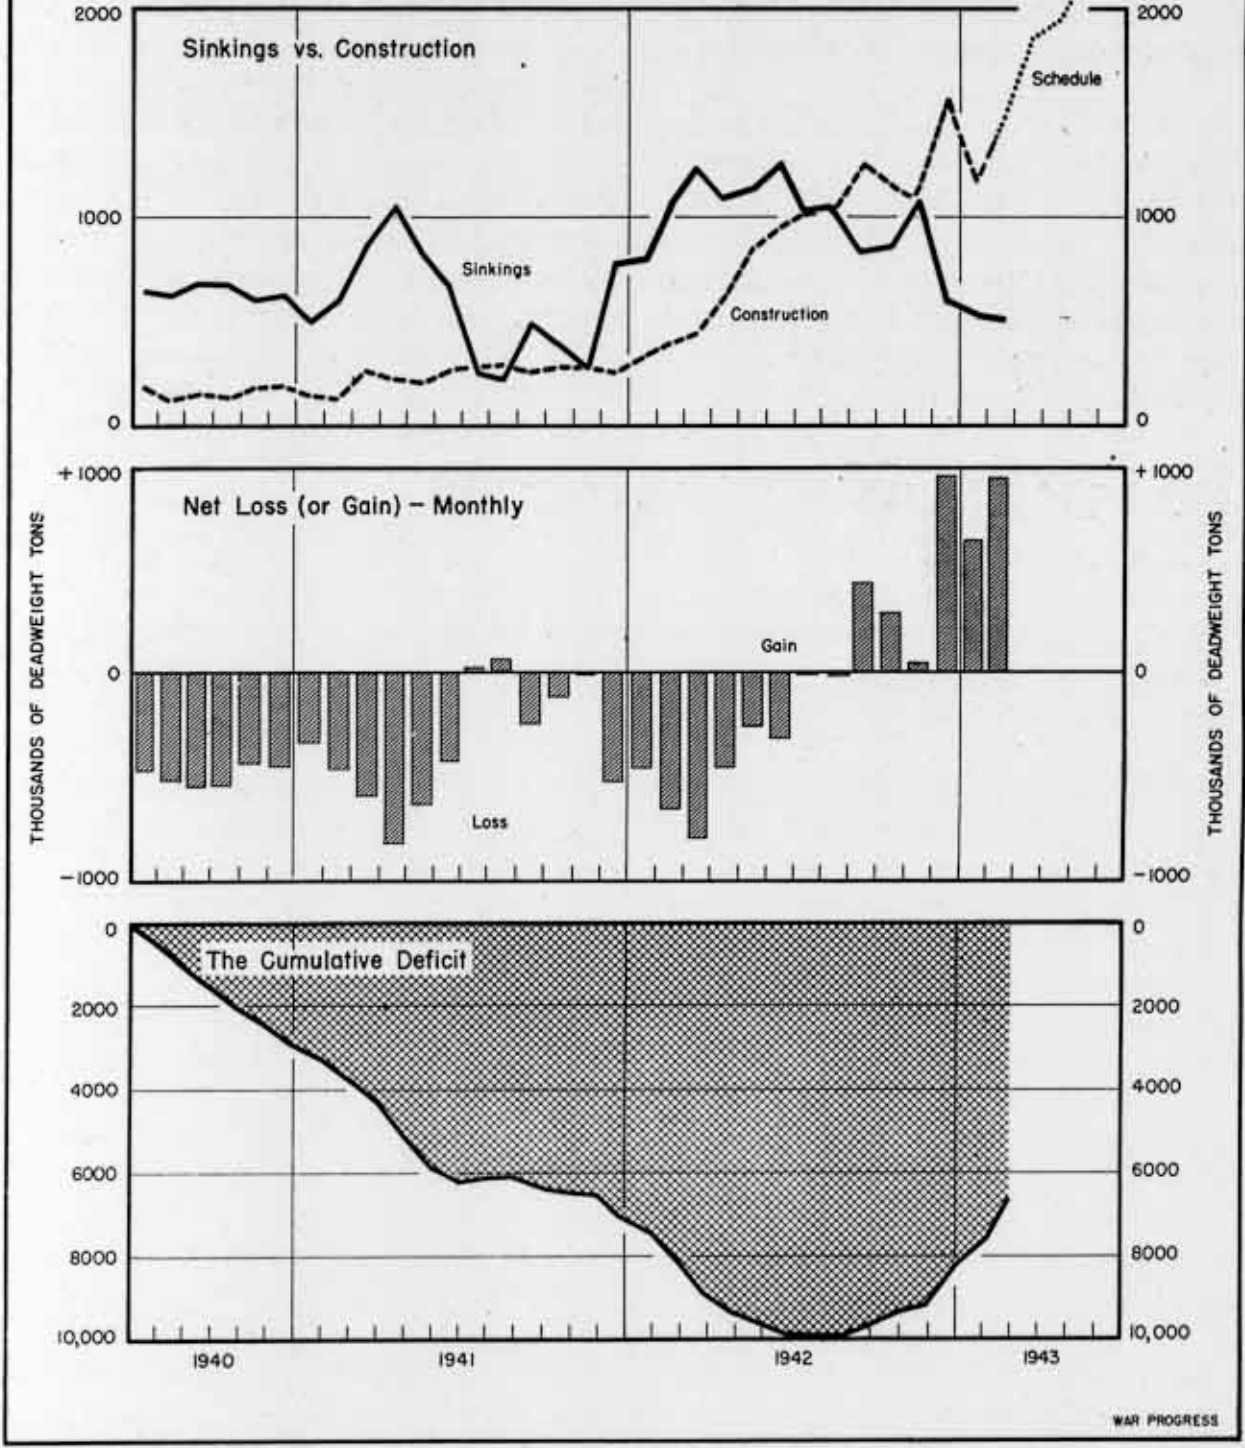 2000 2000
Sinkings vs. Construction
Schedule
1000 1000
Sinkings
Construction
0 0
+1000 +1000
Net Loss (or Gain) – Monthly
THOUSANDS OF DEADWEIGHT TONS
THOUSANDS OF DEADWEIGHT TONS
Gain
0 0
Loss
–1000 –1000
0 0
The Cumulative Deficit
2000 2000
4000 4000
6000 6000
8000 8000
10,000 10,000
1940 1941 1942 1943
WAR PROGRESS